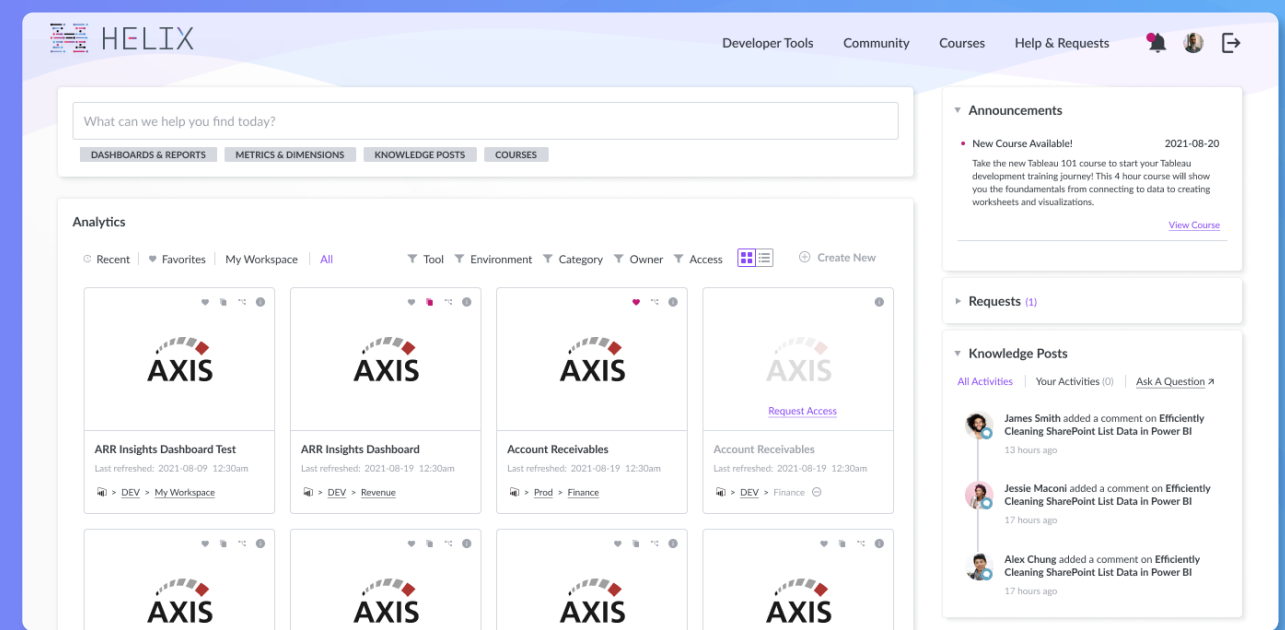 HELIX
Developer Tools Community Courses Help & Requests
What can we help you find today?
DASHBOARDS & REPORTS METRICS & DIMENSIONS KNOWLEDGE POSTS COURSES
Analytics
Recent Favorites My Workspace All Tool Environment Category Owner Access Create New
AXIS
ARR Insights Dashboard Test
Last refreshed: 2021-08-09 12:30am
> DEV > My Workspace
AXIS
ARR Insights Dashboard
Last refreshed: 2021-08-19 12:30am
> DEV > Revenue
AXIS
Account Receivables
Last refreshed: 2021-08-19 12:30am
> Prod > Finance
AXIS
Request Access
Account Receivables
Last refreshed: 2021-08-19 12:30am
> DEV > Finance
AXIS
AXIS
AXIS
AXIS
Announcements
New Course Available! 2021-08-20
Take the new Tableau 101 course to start your Tableau
development training journey! This 4 hour course will show
you the foundamentals from connecting to data to creating
worksheets and visualizations.
View Course
Requests (1)
Knowledge Posts
All Activities Your Activities (0) Ask A Question
James Smith added a comment on Efficiently
Cleaning SharePoint List Data in Power BI
13 hours ago
Jessie Maconi added a comment on Efficiently
Cleaning SharePoint List Data in Power BI
17 hours ago
Alex Chung added a comment on Efficiently
Cleaning SharePoint List Data in Power BI
17 hours ago